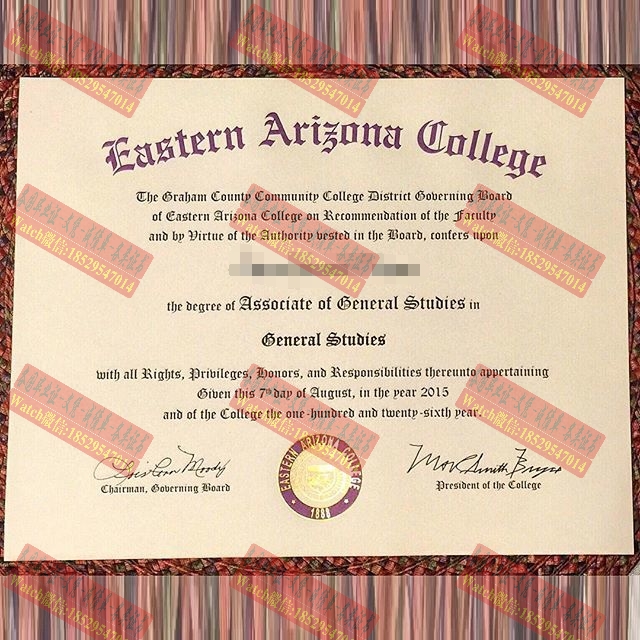 Eastern Arizona College
The Graham County Community College District Governing Board
of Eastern Arizona College on Recommendation of the Faculty
and by Virtue of the Authority vested in the Board, confers upon
the degree of Associate of General Studies in
General Studies
with all Rights, Privileges, Honors, and Responsibilities thereunto appertaining
Given this 7th day of August, in the year 2015
and of the College the one-hundred and twenty-sixth year.
Chairman, Governing Board
EASTERN ARIZONA COLLEGE
1888
President of the College
Watch微信:18529547014